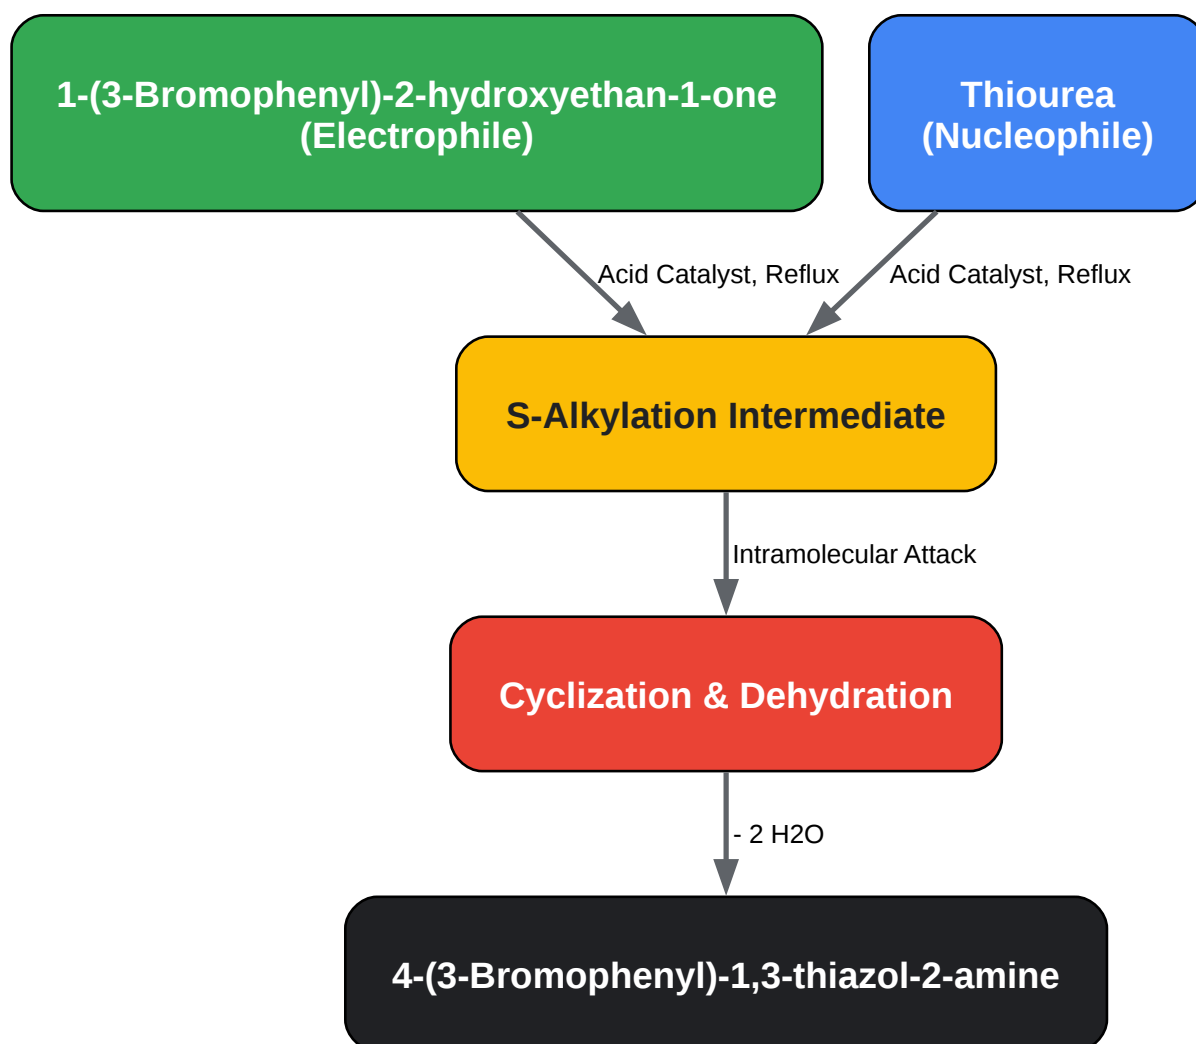 1-(3-Bromophenyl)-2-hydroxyethan-1-one
(Electrophile)
Thiourea
(Nucleophile)
Acid Catalyst, Reflux
Acid Catalyst, Reflux
S-Alkylation Intermediate
Intramolecular Attack
Cyclization & Dehydration
- 2 H2O
4-(3-Bromophenyl)-1,3-thiazol-2-amine